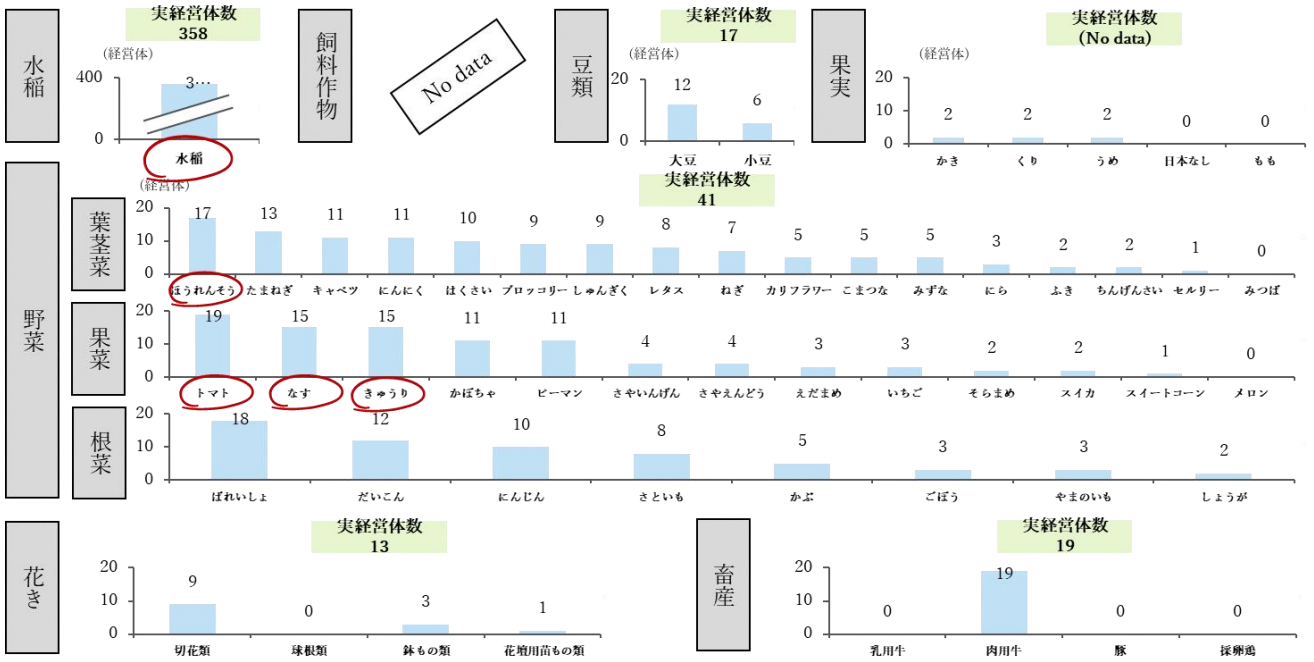 水稲
実経営体数
358
(経営体)
400
0
3…
水稲
飼料作物
No data
豆類
実経営体数
17
(経営体)
20
0
12
6
大豆
小豆
果実
実経営体数
(No data)
(経営体)
20
10
0
2
2
2
0
0
かき
くり
うめ
日本なし
もも
野菜
(経営体)
実経営体数
41
葉茎菜
20
10
0
17
13
11
11
10
9
9
8
7
5
5
5
3
2
2
1
0
ほうれんそう
たまねぎ
キャベツ
にんにく
はくさい
ブロッコリー
しゅんぎく
レタス
ねぎ
カリフラワー
こまつな
みずな
にら
ふき
ちんげんさい
セルリー
みつば
果菜
20
10
0
19
15
15
11
11
4
4
3
3
2
2
1
0
トマト
なす
きゅうり
かぼちゃ
ピーマン
さやいんげん
さやえんどう
えだまめ
いちご
そらまめ
スイカ
スイートコーン
メロン
根菜
20
10
0
18
12
10
8
5
3
3
2
ばれいしょ
だいこん
にんじん
さといも
かぶ
ごぼう
やまのいも
しょうが
花き
実経営体数
13
20
10
0
9
0
3
1
切花類
球根類
鉢もの類
花壇用苗もの類
畜産
実経営体数
19
20
10
0
0
19
0
0
乳用牛
肉用牛
豚
採卵鶏